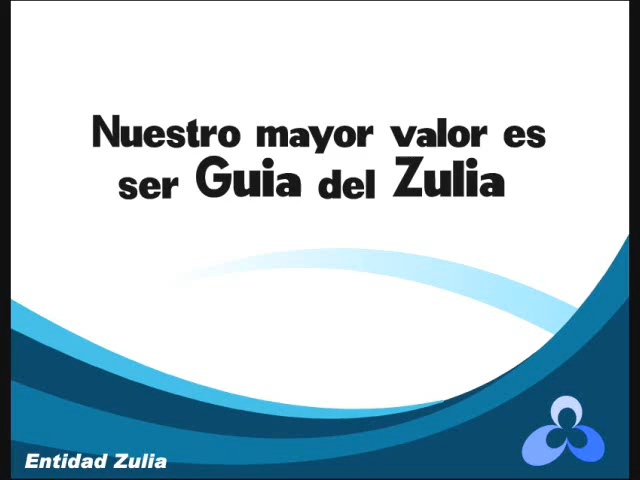 Nuestro mayor valor es
ser Guia del Zulia
Entidad Zulia